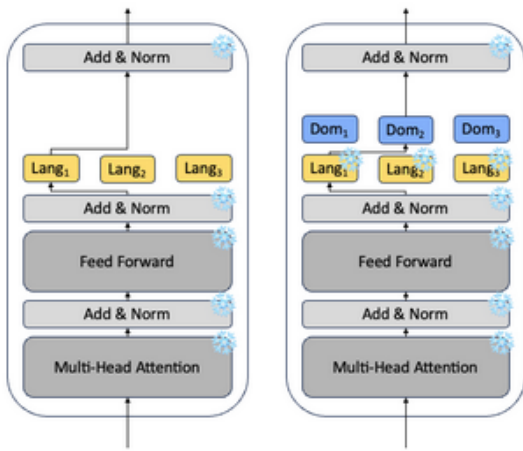 Add & Norm
Lang₁ Lang₂ Lang₃
Add & Norm
Feed Forward
Add & Norm
Multi-Head Attention
Add & Norm
Dom₁ Dom₂ Dom₃
Lang₁ Lang₂ Lang₃
Add & Norm
Feed Forward
Add & Norm
Multi-Head Attention